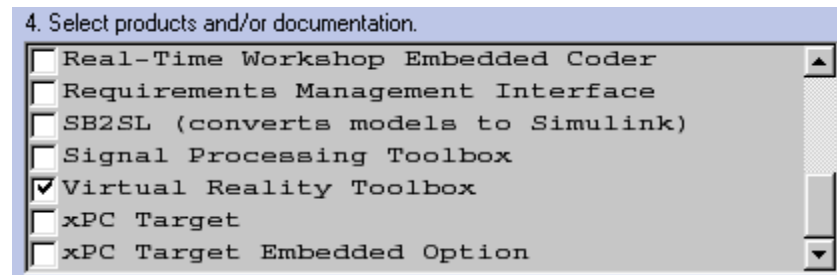 4. Select products and/or documentation.
Real-Time Workshop Embedded Coder
Requirements Management Interface
SB2SL (converts models to Simulink)
Signal Processing Toolbox
Virtual Reality Toolbox
xPC Target
xPC Target Embedded Option